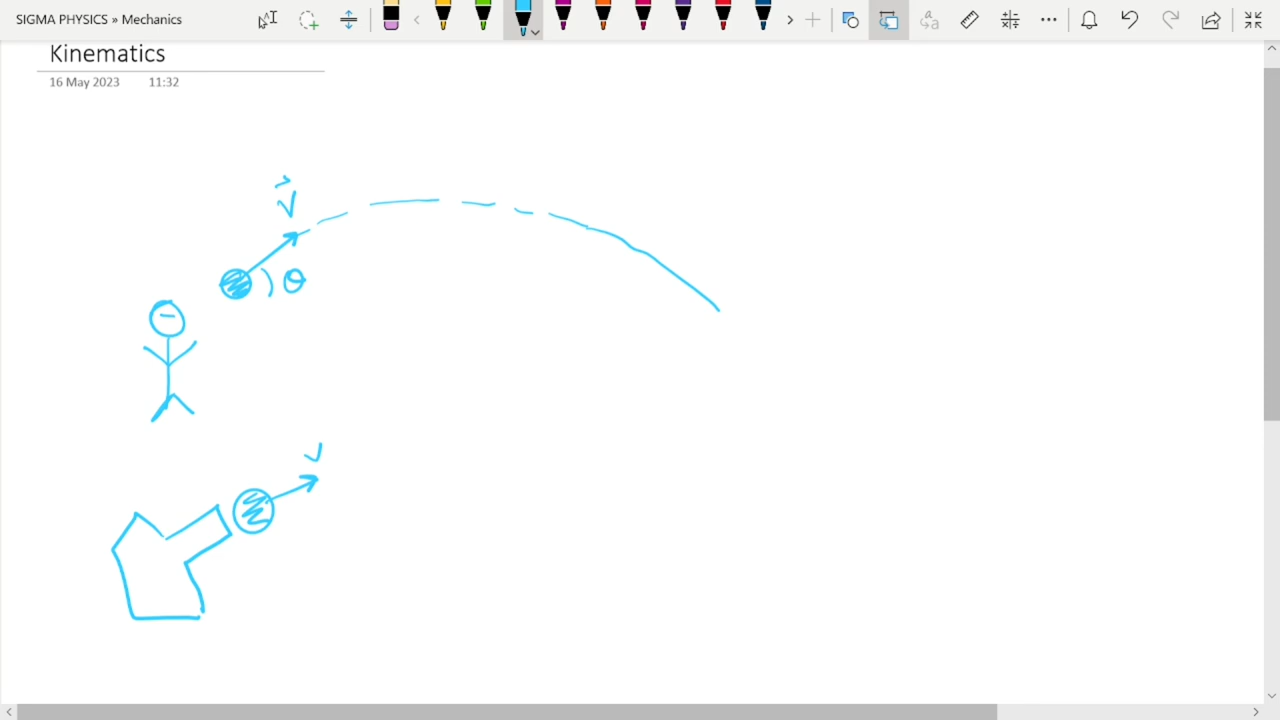 SIGMA PHYSICS » Mechanics
Kinematics
16 May 2023 11:32
v⃗
θ
v